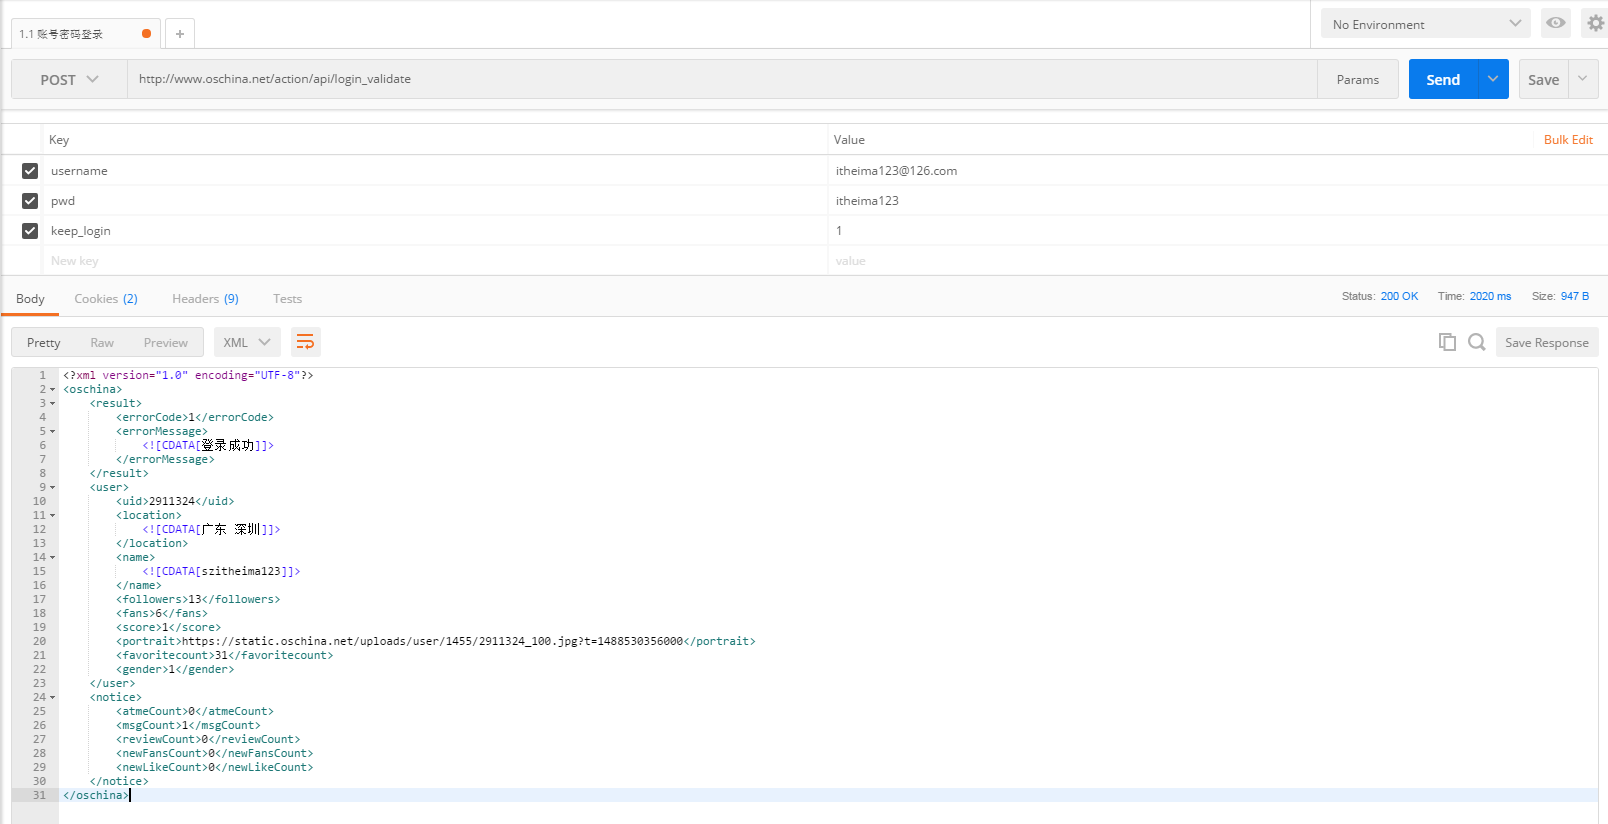 1.1 账号密码登录
+
No Environment
POST
http://www.oschina.net/action/api/login_validate
Params
Send
Save
Key
Value
Bulk Edit
username
itheima123@126.com
pwd
itheima123
keep_login
1
New key
value
Body
Cookies (2)
Headers (9)
Tests
Status: 200 OK
Time: 2020 ms
Size: 947 B
Pretty
Raw
Preview
XML
Save Response
1 <?xml version="1.0" encoding="UTF-8"?>
2 <oschina>
3 <result>
4 <errorCode>1</errorCode>
5 <errorMessage>
6 <![CDATA[登录成功]]>
7 </errorMessage>
8 </result>
9 <user>
10 <uid>2911324</uid>
11 <location>
12 <![CDATA[广东 深圳]]>
13 </location>
14 <name>
15 <![CDATA[szitheima123]]>
16 </name>
17 <followers>13</followers>
18 <fans>6</fans>
19 <score>1</score>
20 <portrait>https://static.oschina.net/uploads/user/1455/2911324_100.jpg?t=1488530356000</portrait>
21 <favoritecount>31</favoritecount>
22 <gender>1</gender>
23 </user>
24 <notice>
25 <atmeCount>0</atmeCount>
26 <msgCount>1</msgCount>
27 <reviewCount>0</reviewCount>
28 <newFansCount>0</newFansCount>
29 <newLikeCount>0</newLikeCount>
30 </notice>
31 </oschina>